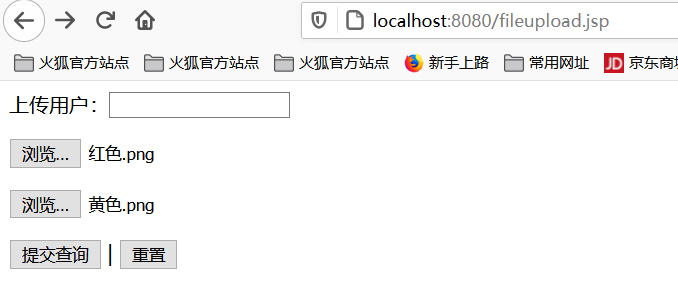 localhost:8080/fileupload.jsp
火狐官方站点 火狐官方站点 火狐官方站点 新手上路 常用网址 JD 京东商城
上传用户：
浏览... 红色.png
浏览... 黄色.png
提交查询 | 重置